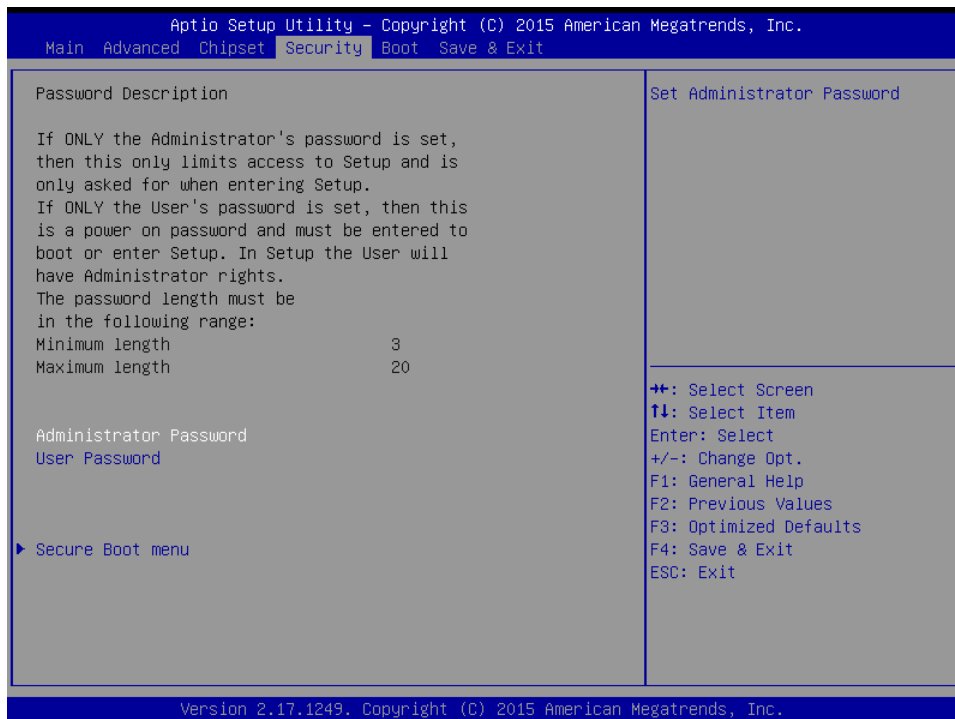 Aptio Setup Utility – Copyright (C) 2015 American Megatrends, Inc.
Main Advanced Chipset Security Boot Save & Exit
Password Description
If ONLY the Administrator's password is set,
then this only limits access to Setup and is
only asked for when entering Setup.
If ONLY the User's password is set, then this
is a power on password and must be entered to
boot or enter Setup. In Setup the User will
have Administrator rights.
The password length must be
in the following range:
Minimum length 3
Maximum length 20
Administrator Password
User Password
Secure Boot menu
Set Administrator Password
→←: Select Screen
↑↓: Select Item
Enter: Select
+/-: Change Opt.
F1: General Help
F2: Previous Values
F3: Optimized Defaults
F4: Save & Exit
ESC: Exit
Version 2.17.1249. Copyright (C) 2015 American Megatrends, Inc.